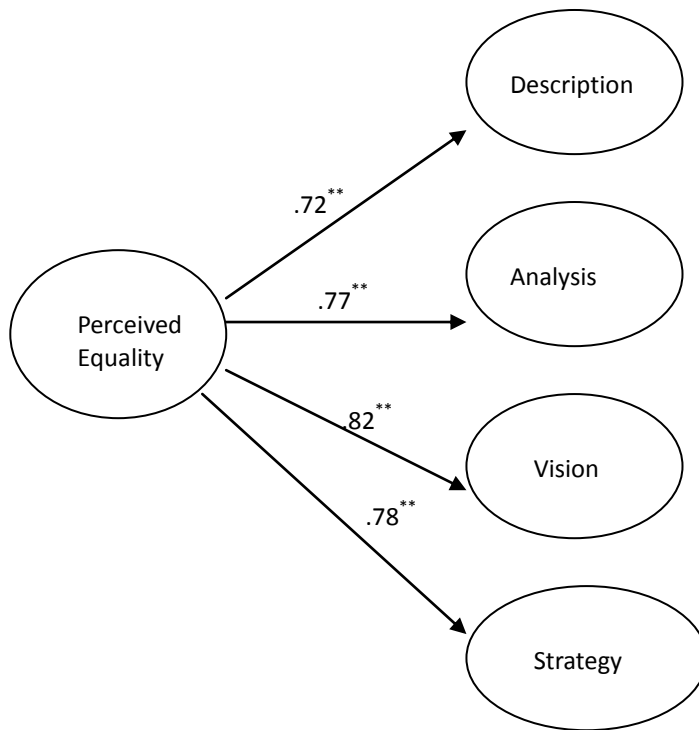 Description
.72**
Analysis
.77**
Perceived
Equality
.82**
Vision
.78**
Strategy